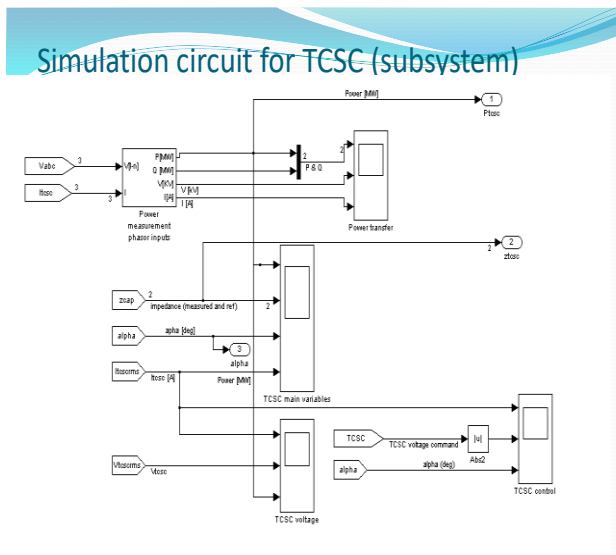 Simulation circuit for TCSC (subsystem)
Power [MW]
1
Ptcsc
3
Vabc
V[l-n]
P[MW]
Q [MW]
V[KV]
I[A]
V [kV]
I [A]
2
P & Q
2
3
Itcsc
3
I
Power
measurement
phasor inputs
Power transfer
2
2
ztcsc
zcap
2
impedance (measured and ref)
2
alpha
apha [deg]
3
alpha
Itcscrms
Itcsc [A]
Power [MW]
TCSC main variables
TCSC
TCSC voltage command
|u|
Abs2
alpha
alpha (deg)
TCSC control
Vtcscrms
Vtcsc
TCSC voltage